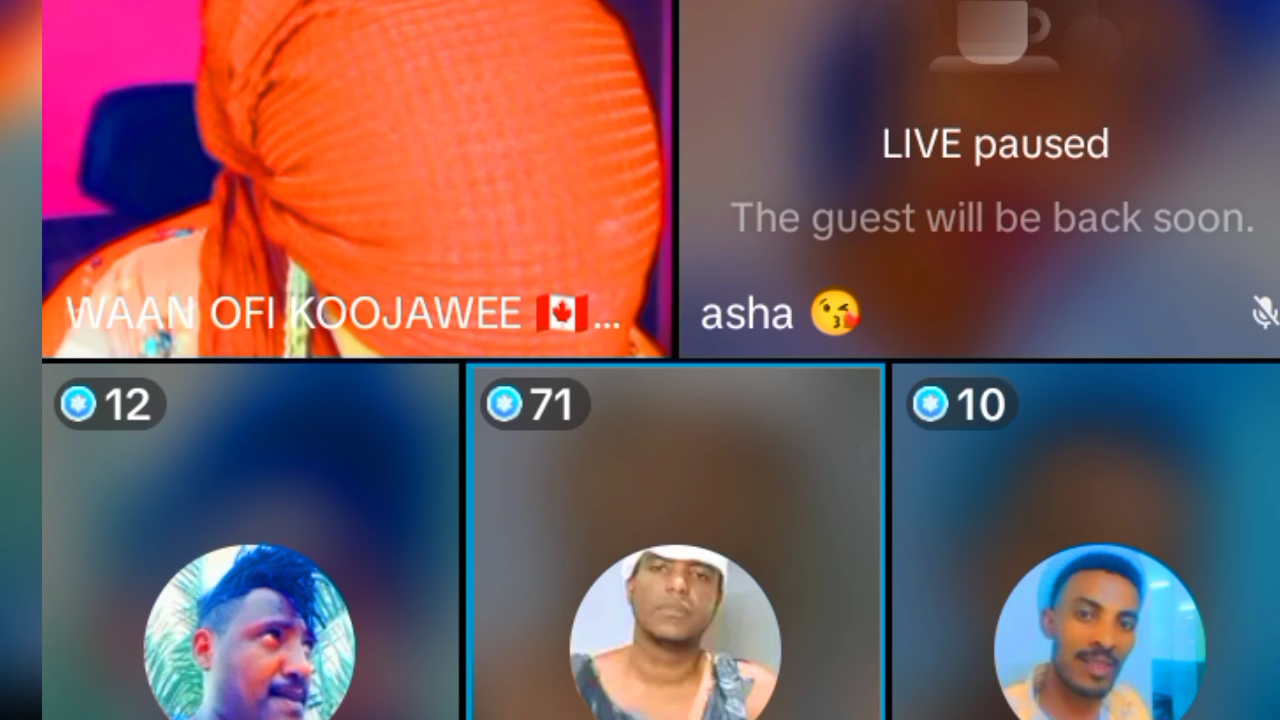 LIVE paused
The guest will be back soon.
WAAN OFI KOOJAWEE 🇨🇦...
asha 😘
12
71
10